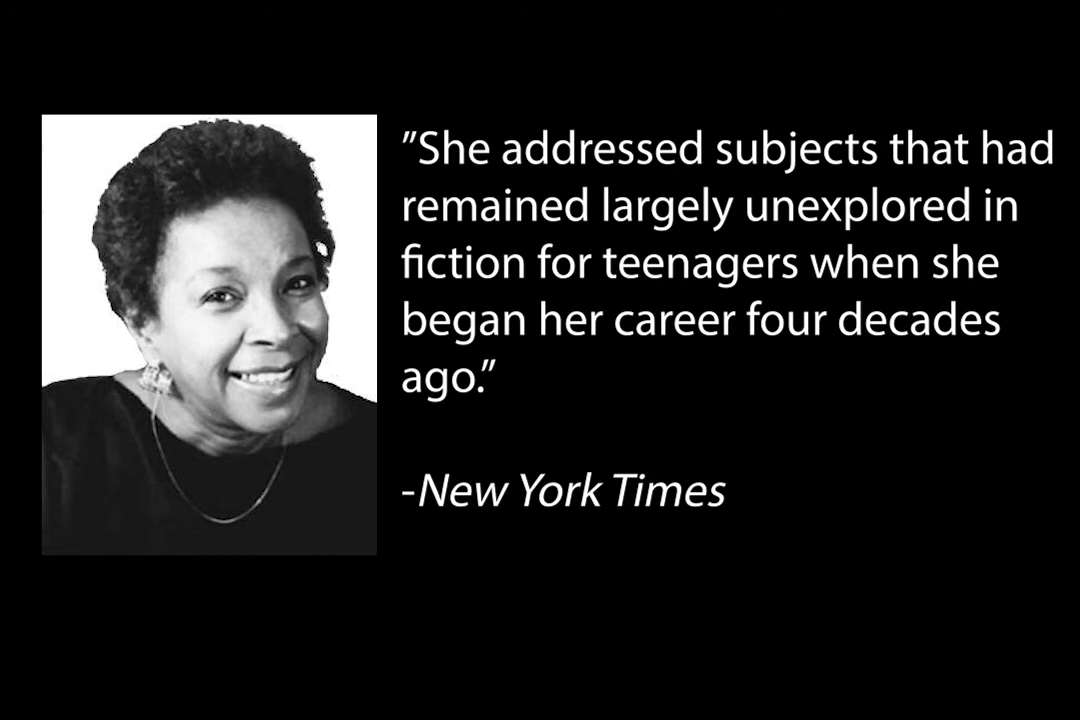 ”She addressed subjects that had
remained largely unexplored in
fiction for teenagers when she
began her career four decades
ago.”
-New York Times